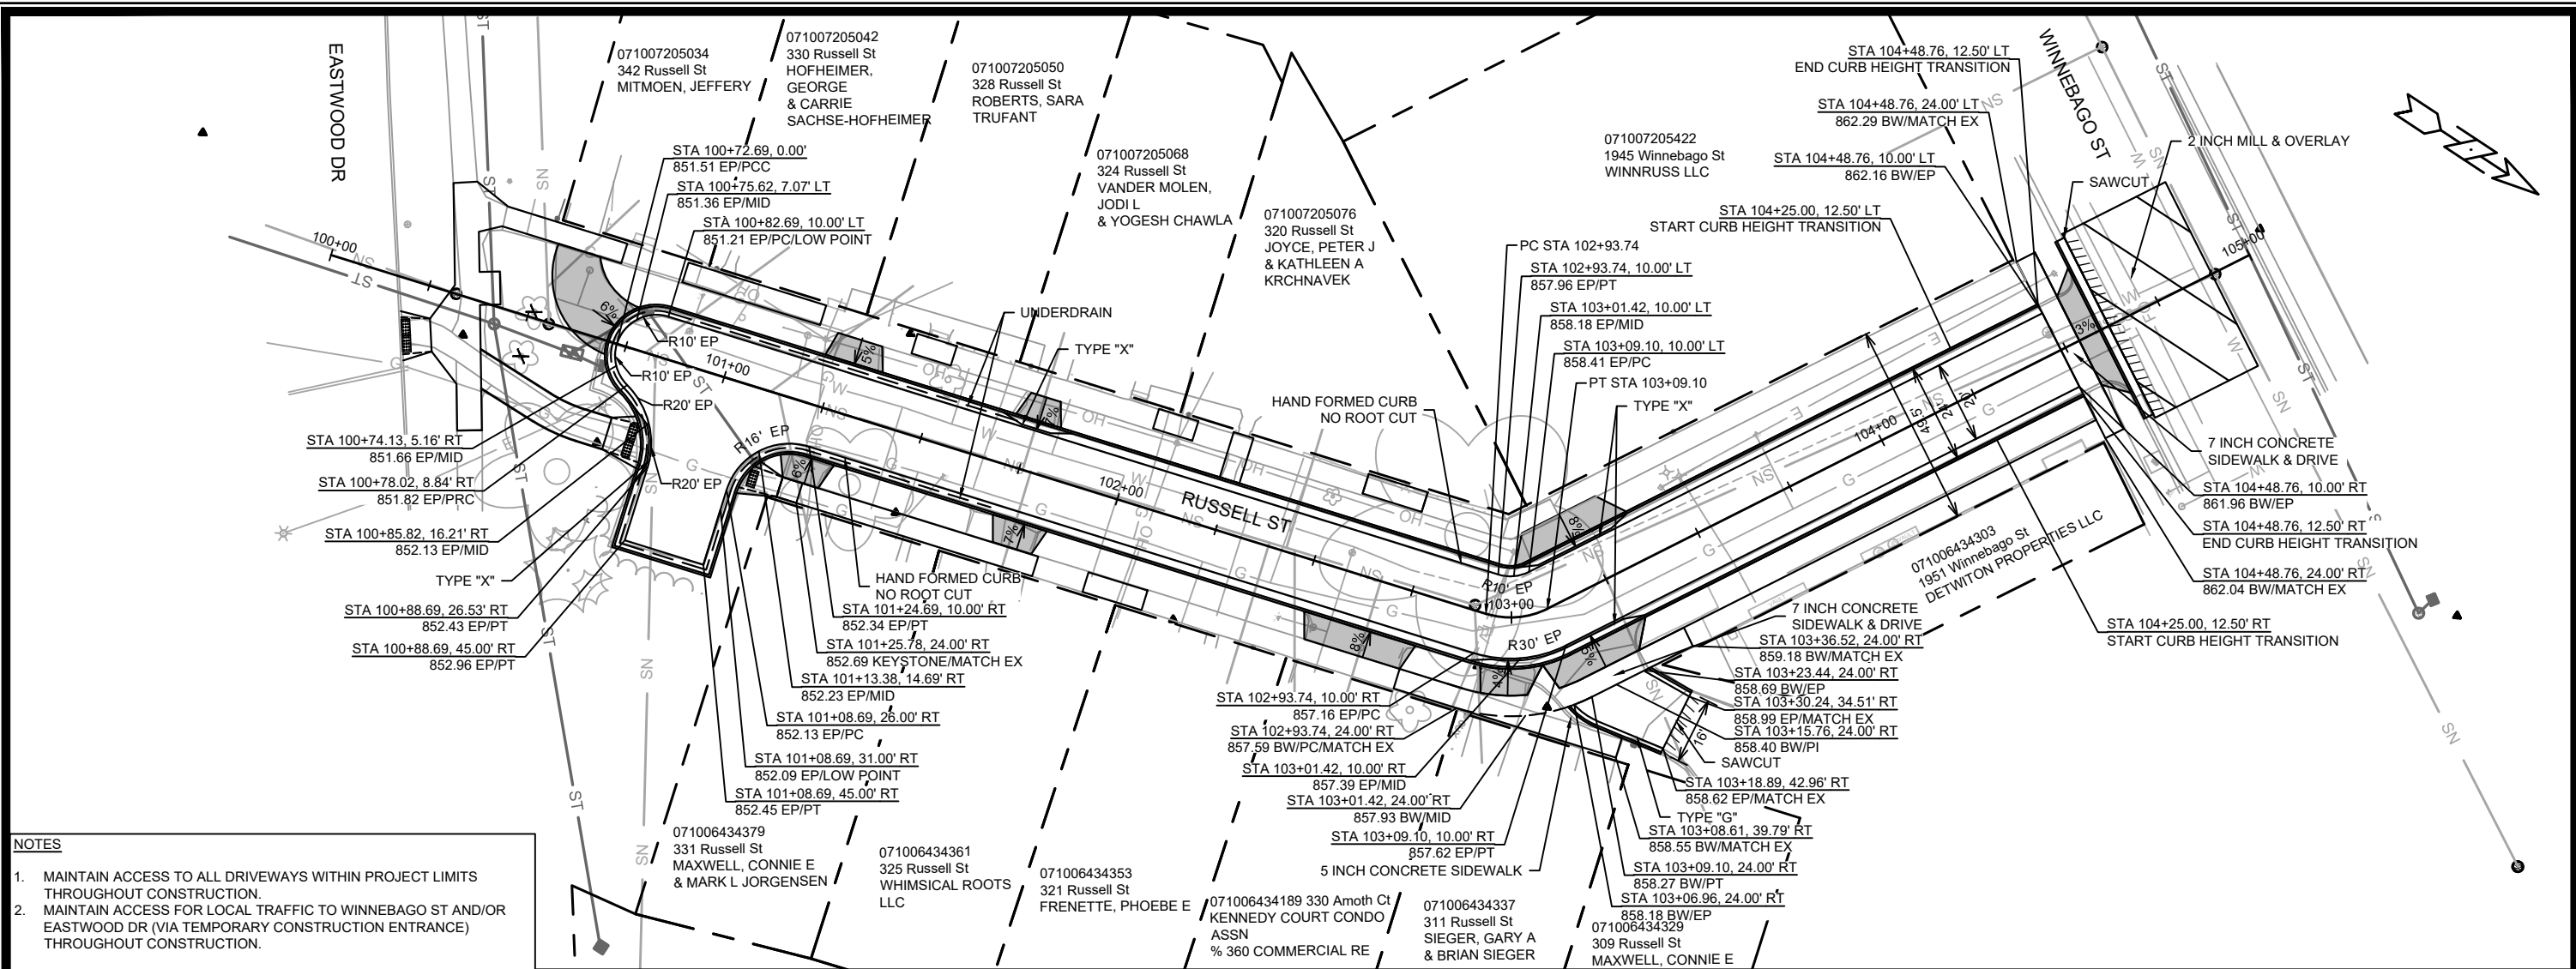 EASTWOOD DR
071007205034
342 Russell St
MITMOEN, JEFFERY
071007205042
330 Russell St
HOFHEIMER,
GEORGE
& CARRIE
SACHSE-HOFHEIMER
071007205050
328 Russell St
ROBERTS, SARA
TRUFANT
071007205068
324 Russell St
VANDER MOLEN,
JODI L
& YOGESH CHAWLA
071007205076
320 Russell St
JOYCE, PETER J
& KATHLEEN A
KRCHNAVEK
071007205422
1945 Winnebago St
WINNRUSS LLC
WINNEBAGO ST
STA 100+72.69, 0.00'
851.51 EP/PCC
STA 100+75.62, 7.07' LT
851.36 EP/MID
STA 100+82.69, 10.00' LT
851.21 EP/PC/LOW POINT
UNDERDRAIN
TYPE "X"
PC STA 102+93.74
STA 102+93.74, 10.00' LT
857.96 EP/PT
STA 103+01.42, 10.00' LT
858.18 EP/MID
STA 103+09.10, 10.00' LT
858.41 EP/PC
PT STA 103+09.10
TYPE "X"
HAND FORMED CURB
NO ROOT CUT
STA 104+48.76, 12.50' LT
END CURB HEIGHT TRANSITION
STA 104+48.76, 24.00' LT
862.29 BW/MATCH EX
STA 104+48.76, 10.00' LT
862.16 BW/EP
STA 104+25.00, 12.50' LT
START CURB HEIGHT TRANSITION
2 INCH MILL & OVERLAY
SAWCUT
100+00
101+00
102+00
103+00
104+00
105+00
RUSSELL ST
R10' EP
R10' EP
R20' EP
R20' EP
R16' EP
R10' EP
R30' EP
6%
5%
6%
7%
8%
4%
8%
3%
49.5'
20'
16'
STA 100+74.13, 5.16' RT
851.66 EP/MID
STA 100+78.02, 8.84' RT
851.82 EP/PRC
STA 100+85.82, 16.21' RT
852.13 EP/MID
TYPE "X"
STA 100+88.69, 26.53' RT
852.43 EP/PT
STA 100+88.69, 45.00' RT
852.96 EP/PT
HAND FORMED CURB
NO ROOT CUT
STA 101+24.69, 10.00' RT
852.34 EP/PT
STA 101+25.78, 24.00' RT
852.69 KEYSTONE/MATCH EX
STA 101+13.38, 14.69' RT
852.23 EP/MID
STA 101+08.69, 26.00' RT
852.13 EP/PC
STA 101+08.69, 31.00' RT
852.09 EP/LOW POINT
STA 101+08.69, 45.00' RT
852.45 EP/PT
STA 102+93.74, 10.00' RT
857.16 EP/PC
STA 102+93.74, 24.00' RT
857.59 BW/PC/MATCH EX
STA 103+01.42, 10.00' RT
857.39 EP/MID
STA 103+01.42, 24.00' RT
857.93 BW/MID
STA 103+09.10, 10.00' RT
857.62 EP/PT
5 INCH CONCRETE SIDEWALK
7 INCH CONCRETE
SIDEWALK & DRIVE
STA 103+36.52, 24.00' RT
859.18 BW/MATCH EX
STA 103+23.44, 24.00' RT
858.69 BW/EP
STA 103+30.24, 34.51' RT
858.99 EP/MATCH EX
STA 103+15.76, 24.00' RT
858.40 BW/PI
SAWCUT
STA 103+18.89, 42.96' RT
858.62 EP/MATCH EX
TYPE "G"
STA 103+08.61, 39.79' RT
858.55 BW/MATCH EX
STA 103+09.10, 24.00' RT
858.27 BW/PT
STA 103+06.96, 24.00' RT
858.18 BW/EP
7 INCH CONCRETE
SIDEWALK & DRIVE
STA 104+48.76, 10.00' RT
861.96 BW/EP
STA 104+48.76, 12.50' RT
END CURB HEIGHT TRANSITION
STA 104+48.76, 24.00' RT
862.04 BW/MATCH EX
STA 104+25.00, 12.50' RT
START CURB HEIGHT TRANSITION
071006434303
1951 Winnebago St
DETWITON PROPERTIES LLC
071006434379
331 Russell St
MAXWELL, CONNIE E
& MARK L JORGENSEN
071006434361
325 Russell St
WHIMSICAL ROOTS
LLC
071006434353
321 Russell St
FRENETTE, PHOEBE E
071006434189 330 Amoth Ct
KENNEDY COURT CONDO
ASSN
% 360 COMMERCIAL RE
071006434337
311 Russell St
SIEGER, GARY A
& BRIAN SIEGER
071006434329
309 Russell St
MAXWELL, CONNIE E
NOTES
1. MAINTAIN ACCESS TO ALL DRIVEWAYS WITHIN PROJECT LIMITS
THROUGHOUT CONSTRUCTION.
2. MAINTAIN ACCESS FOR LOCAL TRAFFIC TO WINNEBAGO ST AND/OR
EASTWOOD DR (VIA TEMPORARY CONSTRUCTION ENTRANCE)
THROUGHOUT CONSTRUCTION.